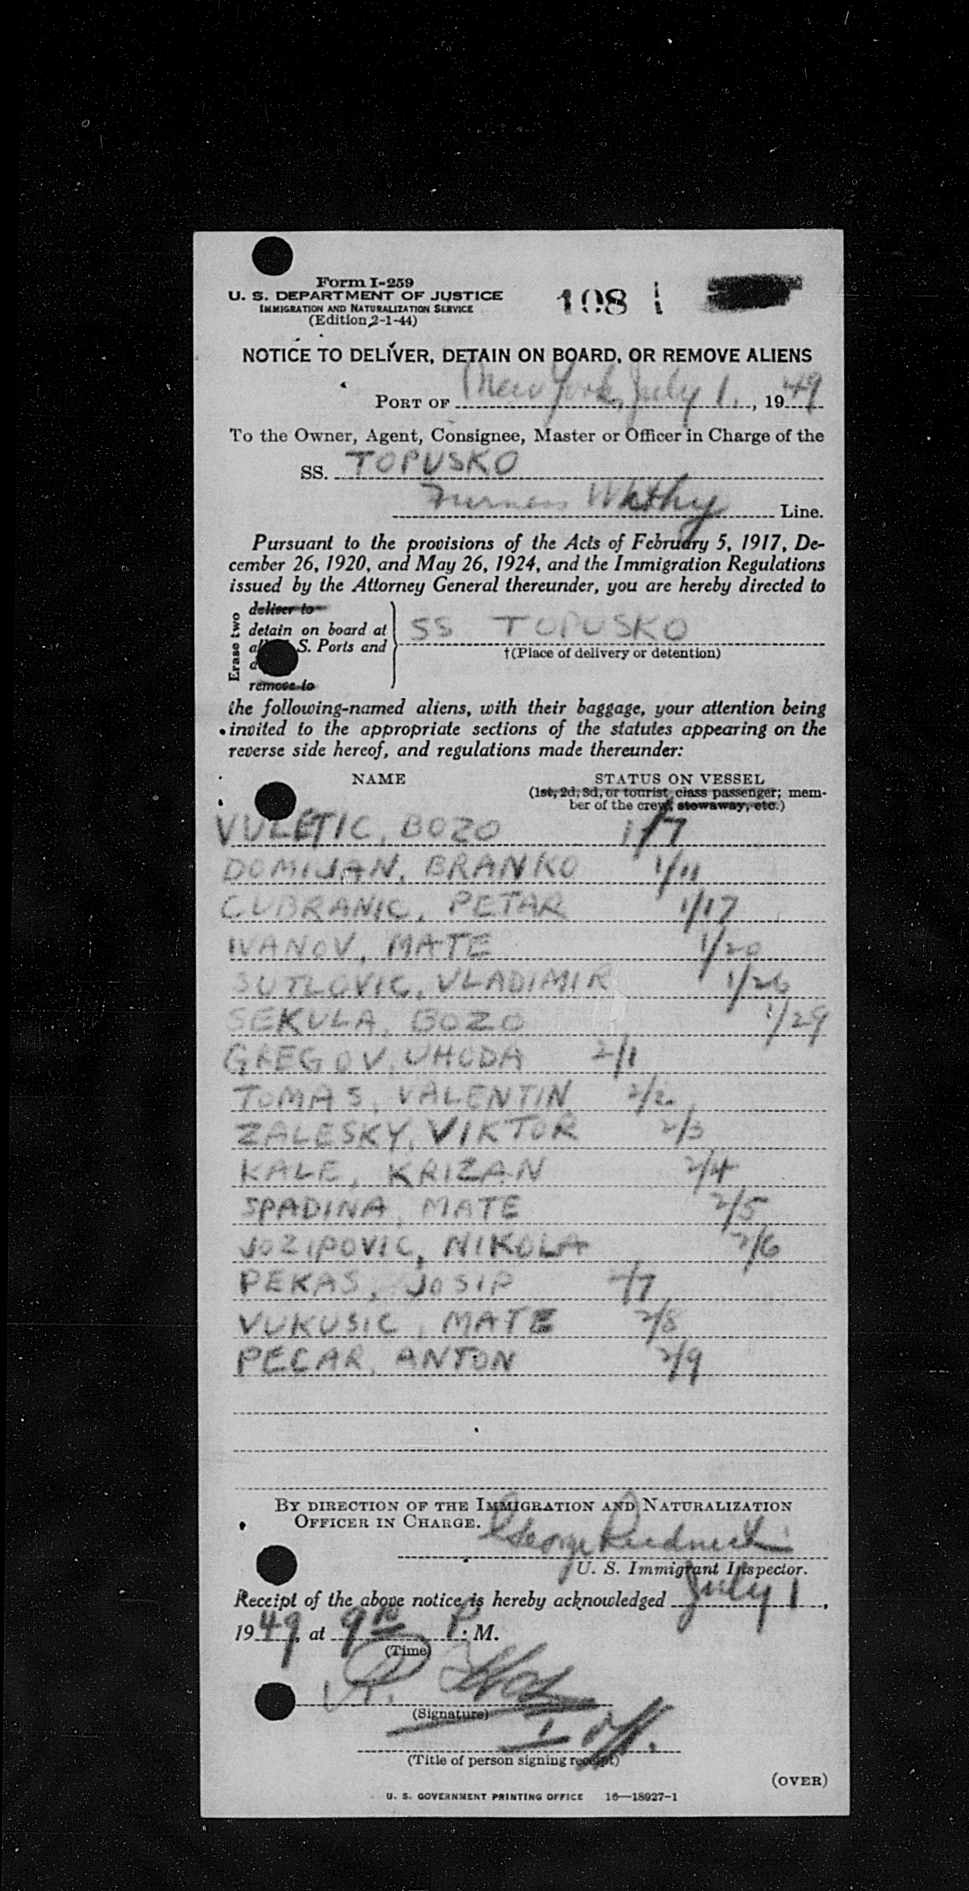 Form I-259
U. S. DEPARTMENT OF JUSTICE
IMMIGRATION AND NATURALIZATION SERVICE
(Edition 2-1-44)
108 1
NOTICE TO DELIVER, DETAIN ON BOARD, OR REMOVE ALIENS
PORT OF New York, July 1, 1949
To the Owner, Agent, Consignee, Master or Officer in Charge of the
SS. TOPUSKO
Furness Withy Line.
Pursuant to the provisions of the Acts of February 5, 1917, De-
cember 26, 1920, and May 26, 1924, and the Immigration Regulations
issued by the Attorney General thereunder, you are hereby directed to
Erase two
deliver to
detain on board at
S. Ports and
remove to
SS TOPUSKO
†(Place of delivery or detention)
the following-named aliens, with their baggage, your attention being
invited to the appropriate sections of the statutes appearing on the
reverse side hereof, and regulations made thereunder:
NAME STATUS ON VESSEL
(1st, 2d, 3d, or tourist class passenger; mem-
ber of the crew, stowaway, etc.)
VULETIC, BOZO 1/7
DOMIJAN, BRANKO 1/11
CUBRANIC, PETAR 1/17
IVANOV, MATE 1/20
SUTLOVIC, VLADIMIR 1/26
SEKULA, BOZO 1/29
GREGOV, UHODA 2/1
TOMAS, VALENTIN 2/2
ZALESKY, VIKTOR 2/3
KALE, KRIZAN 2/4
SPADINA, MATE 2/5
JOZIPOVIC, NIKOLA 2/6
PEKAS, JOSIP 2/7
VUKUSIC, MATE 2/8
PECAR, ANTON 2/9
BY DIRECTION OF THE IMMIGRATION AND NATURALIZATION
OFFICER IN CHARGE.
George
U. S. Immigrant Inspector.
Receipt of the above notice is hereby acknowledged July 1,
1949, at 9 P. M.
(Time)
(Signature)
I Off.
(Title of person signing receipt)
(OVER)
U. S. GOVERNMENT PRINTING OFFICE 16—18927-1